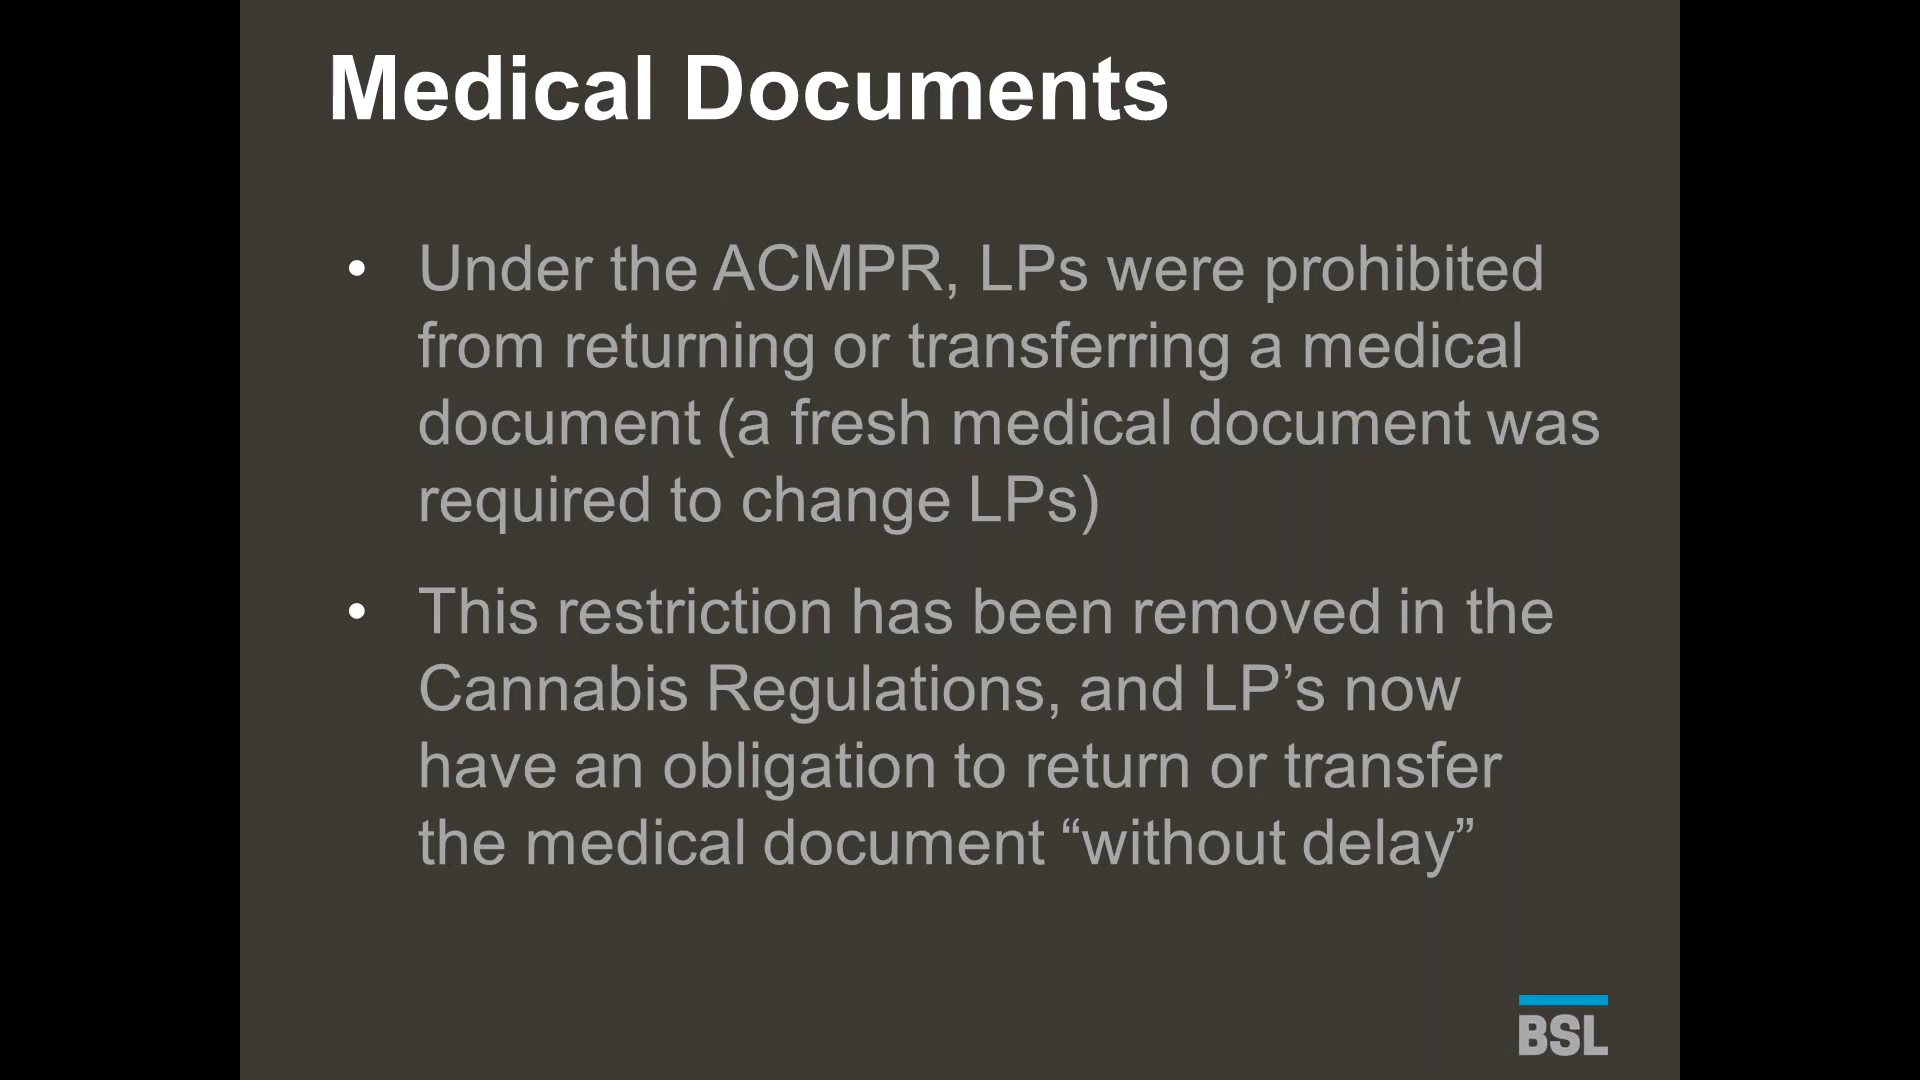 Medical Documents
• Under the ACMPR, LPs were prohibited
from returning or transferring a medical
document (a fresh medical document was
required to change LPs)
• This restriction has been removed in the
Cannabis Regulations, and LP’s now
have an obligation to return or transfer
the medical document “without delay”
BSL